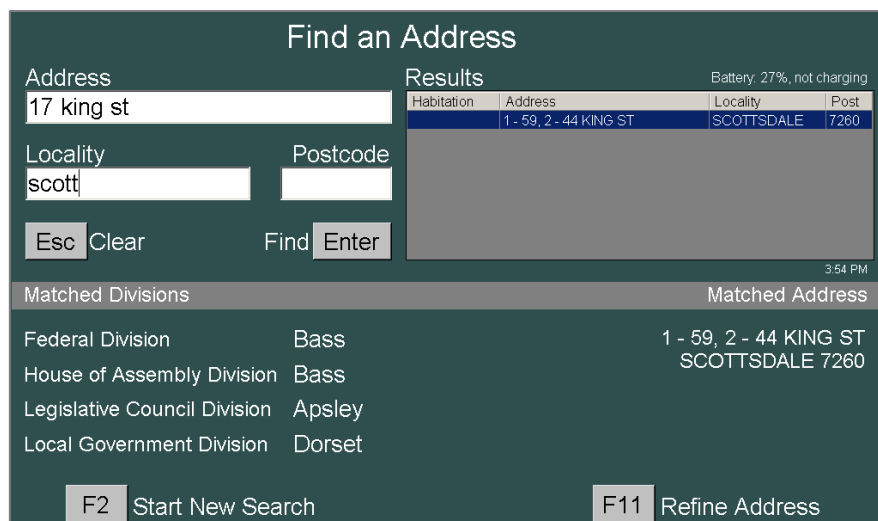 Find an Address
Address
17 king st
Locality
Postcode
scott
Esc Clear
Find Enter
Results
Battery: 27%, not charging
Habitation Address Locality Post
1 - 59, 2 - 44 KING ST SCOTTSDALE 7260
3:54 PM
Matched Divisions
Matched Address
Federal Division Bass
House of Assembly Division Bass
Legislative Council Division Apsley
Local Government Division Dorset
1 - 59, 2 - 44 KING ST
SCOTTSDALE 7260
F2 Start New Search
F11 Refine Address